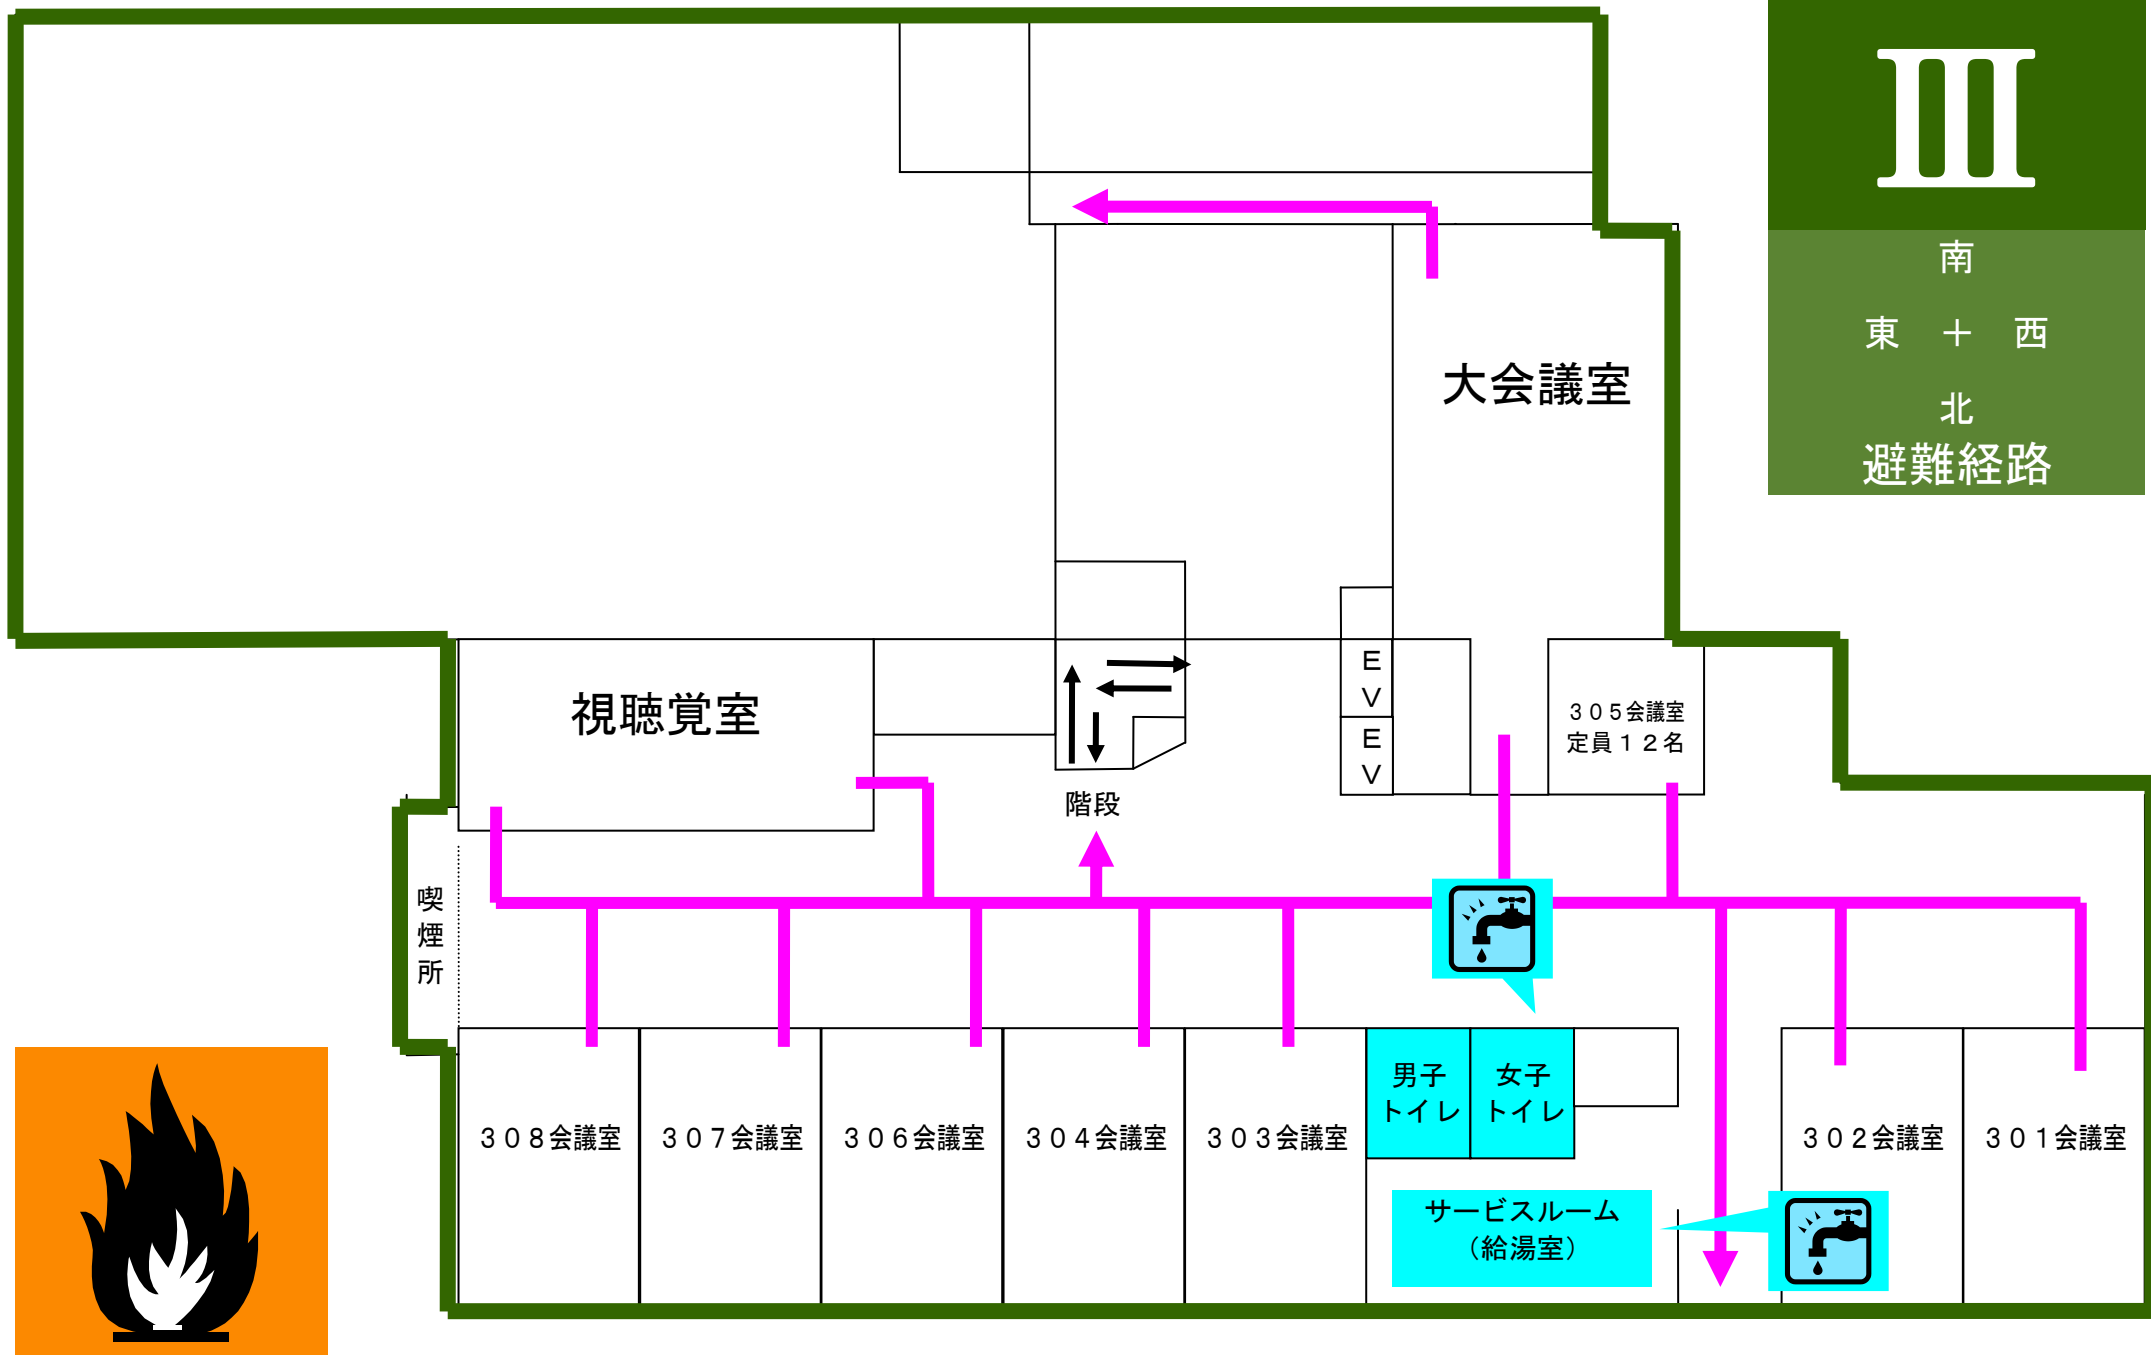 Ⅲ
南
東　＋　西
北
避難経路
大会議室
視聴覚室
E
V
E
V
３０５会議室
定員１２名
階段
喫
煙
所
男子
トイレ
女子
トイレ
３０８会議室
３０７会議室
３０６会議室
３０４会議室
３０３会議室
３０２会議室
３０１会議室
サービスルーム
（給湯室）